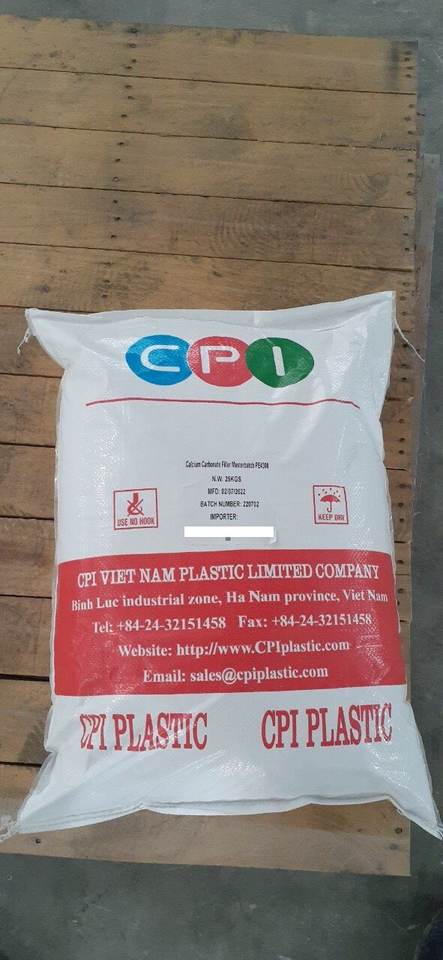 CPI
Calcium Carbonate Filler Masterbatch
N.W. 25KGS
MFD: 02/07/2022
BATCH NUMBER: 220702
IMPORTER:
USE NO HOOK
KEEP DRY
CPI VIET NAM PLASTIC LIMITED COMPANY
Binh Luc industrial zone, Ha Nam province, Viet Nam
Tel: +84-24-32151458 Fax: +84-24-32151458
Website: http://www.CPIplastic.com
Email: sales@cpiplastic.com
CPI PLASTIC CPI PLASTIC